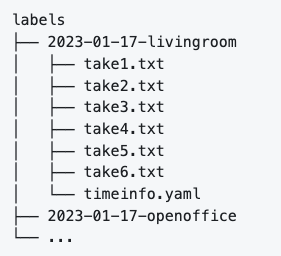 labels
├── 2023-01-17-livingroom
│   ├── take1.txt
│   ├── take2.txt
│   ├── take3.txt
│   ├── take4.txt
│   ├── take5.txt
│   ├── take6.txt
│   └── timeinfo.yaml
├── 2023-01-17-openoffice
└── ...